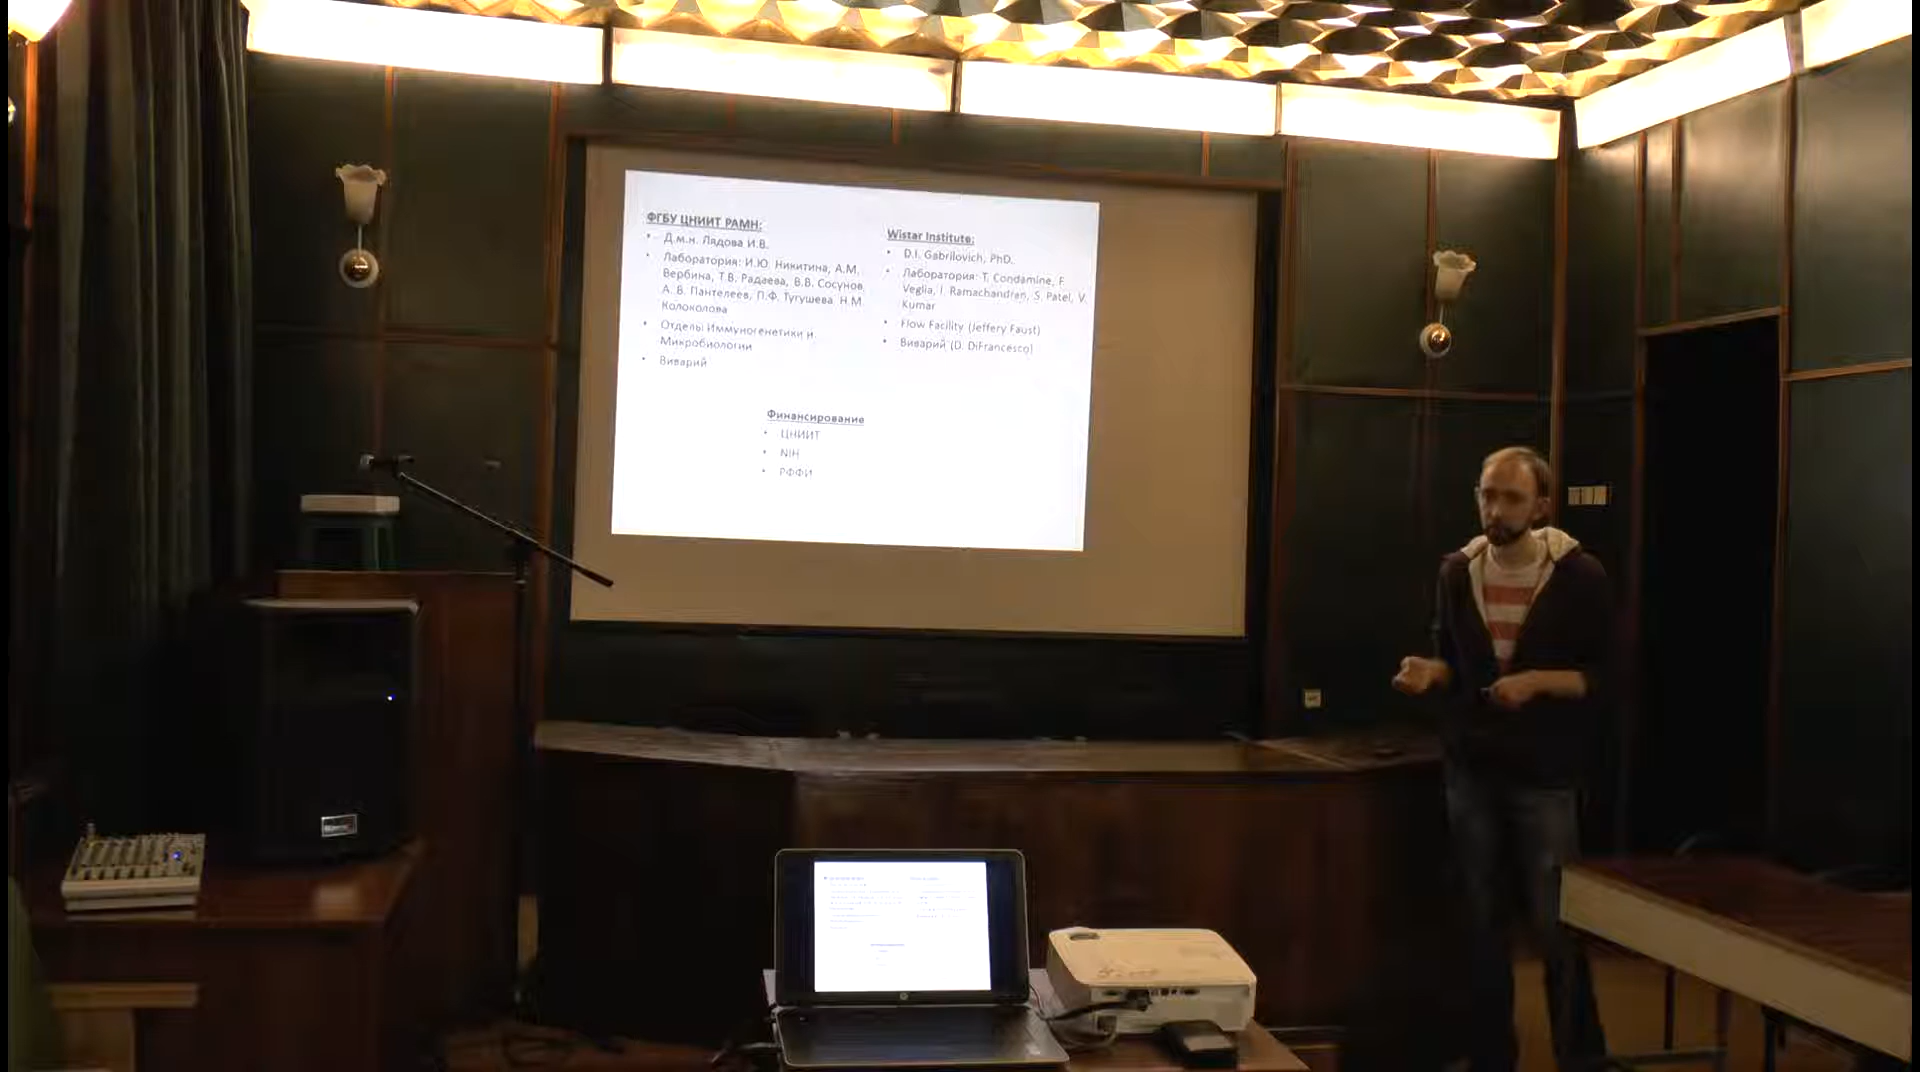 ФГБУ ЦНИИТ РАМН:
• Д.м.н. Лядова И.В.
• Лаборатория: И.Ю. Никитина, А.М.
Вербина, Т.В. Радаева, В.В. Сосунов,
А. В. Пантелеев, П.Ф. Тугушева. Н.М.
Колоколова
• Отделы Иммуногенетики и
Микробиологии
• Виварий
Wistar Institute:
• D.I. Gabrilovich, PhD.
• Лаборатория: T. Condamine, F.
Veglia, I. Ramachandran, S. Patel, V.
Kumar
• Flow Facility (Jeffery Faust)
• Виварий (D. DiFrancesco)
Финансирование
• ЦНИИТ
• NIH
• РФФИ